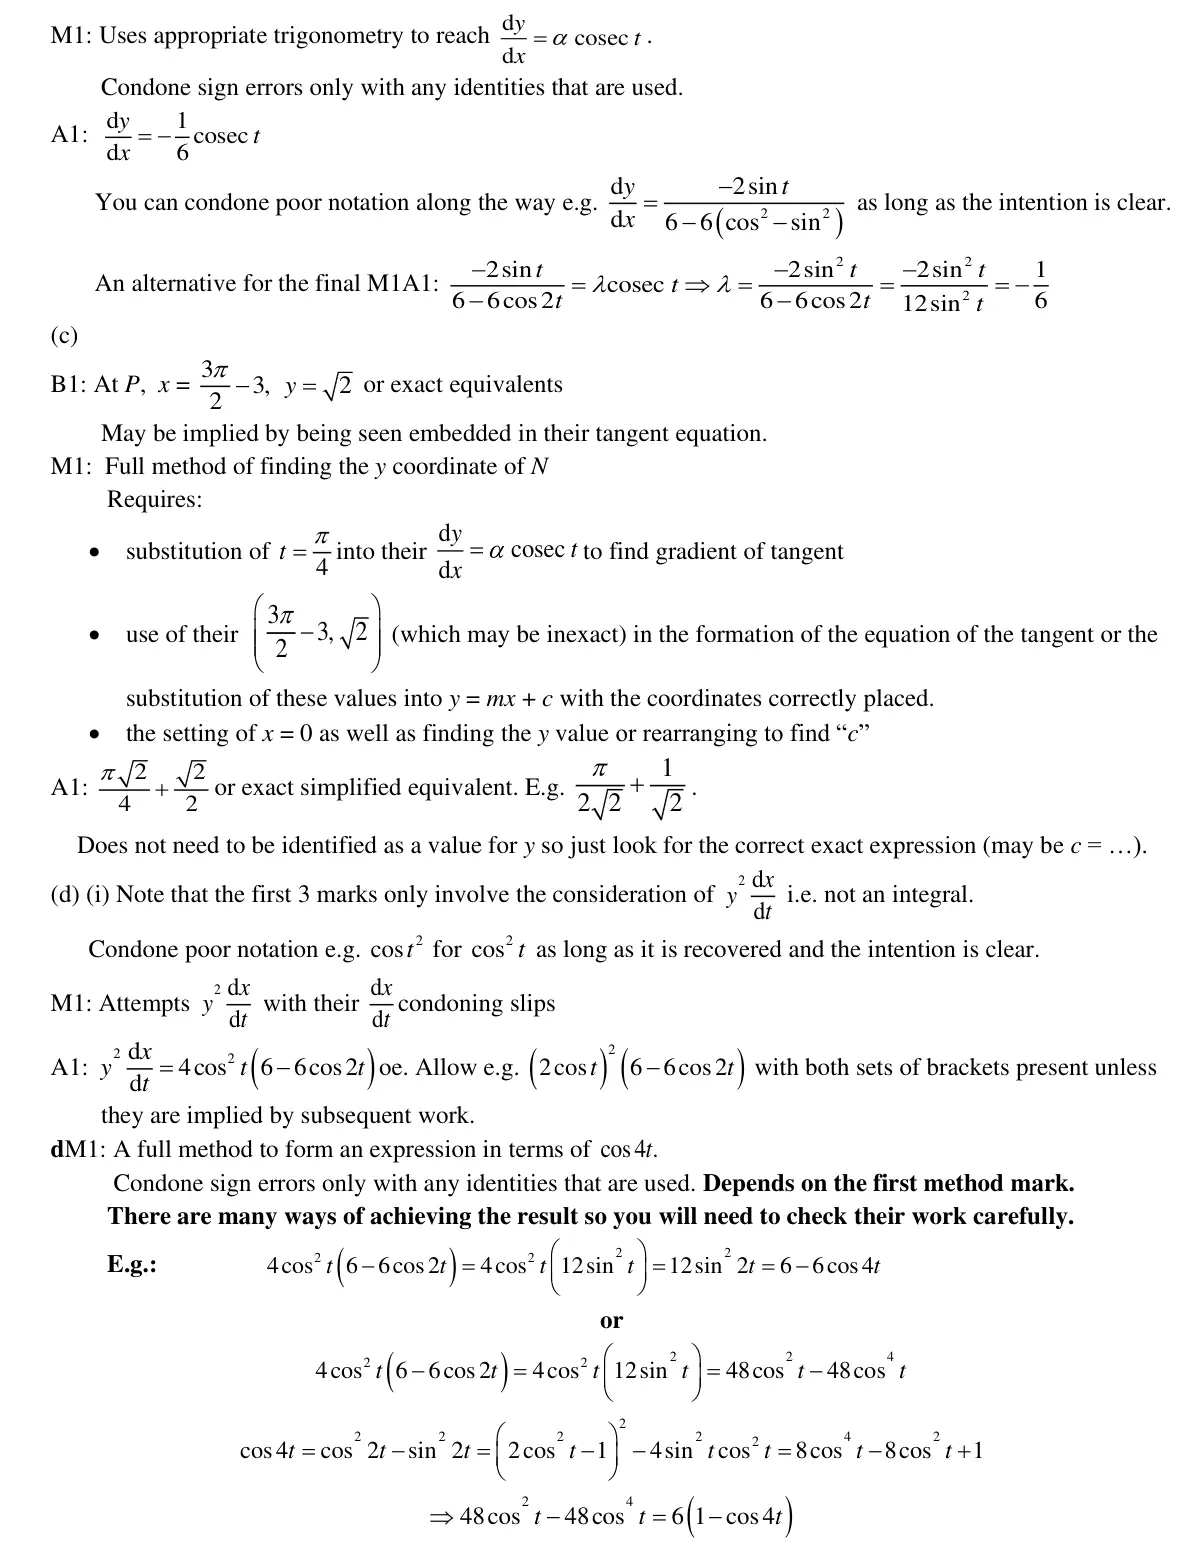 M1: Uses appropriate trigonometry to reach dy/dx = α cosec t .
Condone sign errors only with any identities that are used.
A1: dy/dx = −1/6 cosec t
You can condone poor notation along the way e.g. dy/dx = −2sin t / (6 − 6(cos² − sin²)) as long as the intention is clear.
An alternative for the final M1A1: −2sin t / (6 − 6cos 2t) = λcosec t ⇒ λ = −2sin² t / (6 − 6cos 2t) = −2sin² t / (12sin² t) = −1/6
(c)
B1: At P, x = 3π/2 − 3, y = √2 or exact equivalents
May be implied by being seen embedded in their tangent equation.
M1: Full method of finding the y coordinate of N
Requires:
• substitution of t = π/4 into their dy/dx = α cosec t to find gradient of tangent
• use of their (3π/2 − 3, √2) (which may be inexact) in the formation of the equation of the tangent or the
substitution of these values into y = mx + c with the coordinates correctly placed.
• the setting of x = 0 as well as finding the y value or rearranging to find “c”
A1: π√2/4 + √2/2 or exact simplified equivalent. E.g. π/(2√2) + 1/√2 .
Does not need to be identified as a value for y so just look for the correct exact expression (may be c = …).
(d) (i) Note that the first 3 marks only involve the consideration of y² dx/dt i.e. not an integral.
Condone poor notation e.g. cos t² for cos² t as long as it is recovered and the intention is clear.
M1: Attempts y² dx/dt with their dx/dt condoning slips
A1: y² dx/dt = 4cos² t(6 − 6cos 2t) oe. Allow e.g. (2cos t)² (6 − 6cos 2t) with both sets of brackets present unless
they are implied by subsequent work.
dM1: A full method to form an expression in terms of cos 4t.
Condone sign errors only with any identities that are used. Depends on the first method mark.
There are many ways of achieving the result so you will need to check their work carefully.
E.g.: 4cos² t(6 − 6cos 2t) = 4cos² t(12sin² t) = 12sin² 2t = 6 − 6cos 4t
or
4cos² t(6 − 6cos 2t) = 4cos² t(12sin² t) = 48cos² t − 48cos⁴ t
cos 4t = cos² 2t − sin² 2t = (2cos² t − 1)² − 4sin² t cos² t = 8cos⁴ t − 8cos² t + 1
⇒ 48cos² t − 48cos⁴ t = 6(1 − cos 4t)